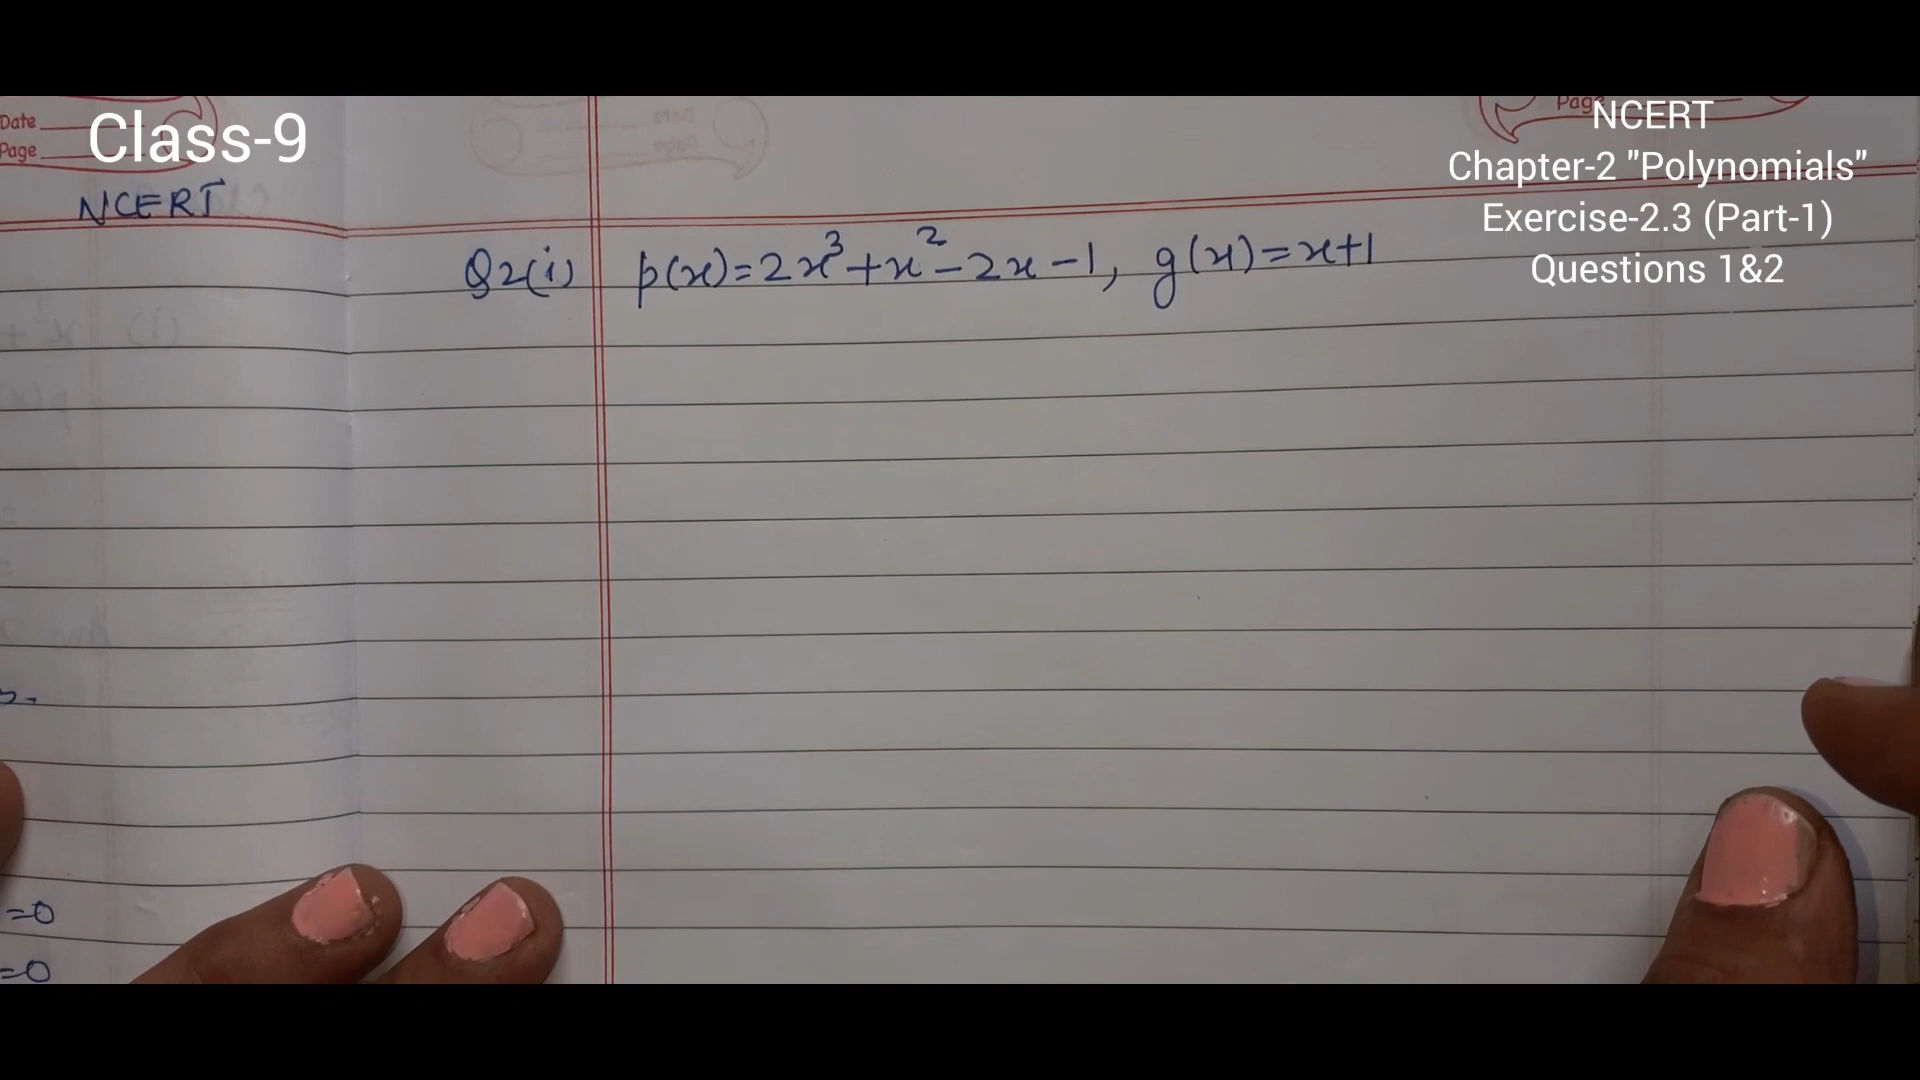 Date
Page
Class-9
NCERT
Page
NCERT
Chapter-2 "Polynomials"
Exercise-2.3 (Part-1)
Questions 1&2
Q2(i) p(x)=2x³+x²-2x-1, g(x)=x+1
=0
=0